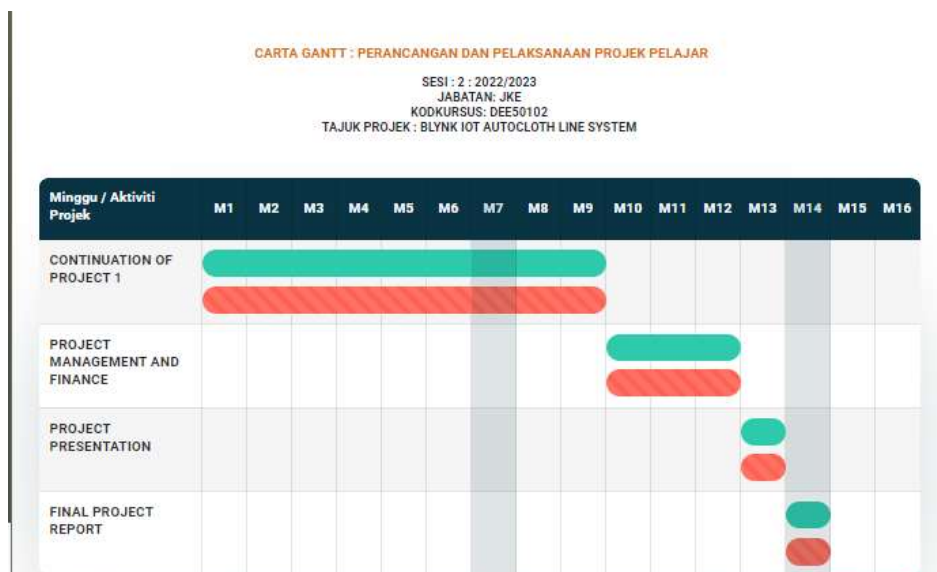 CARTA GANTT : PERANCANGAN DAN PELAKSANAAN PROJEK PELAJAR
SESI : 2 : 2022/2023
JABATAN: JKE
KODKURSUS: DEE50102
TAJUK PROJEK : BLYNK IOT AUTOCLOTH LINE SYSTEM
Minggu / Aktiviti
Projek
M1 M2 M3 M4 M5 M6 M7 M8 M9 M10 M11 M12 M13 M14 M15 M16
CONTINUATION OF
PROJECT 1
PROJECT
MANAGEMENT AND
FINANCE
PROJECT
PRESENTATION
FINAL PROJECT
REPORT